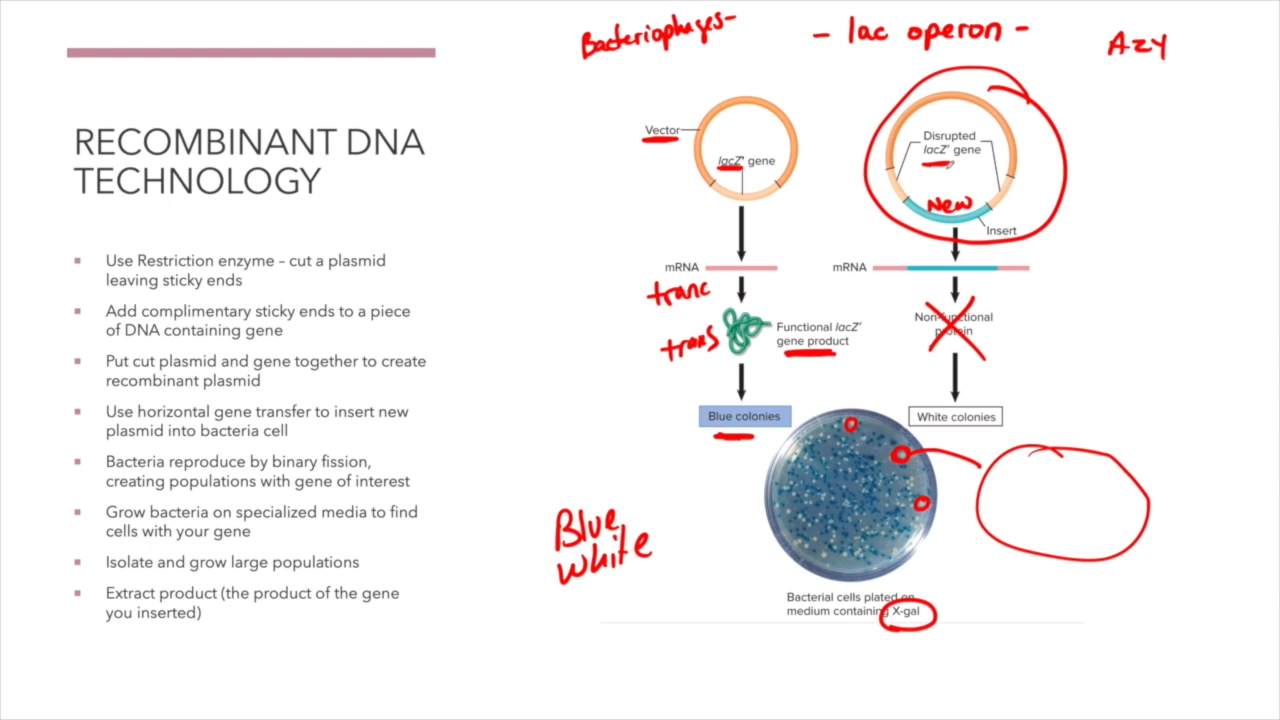 Bacteriophages-
- lac operon -
AZY
RECOMBINANT DNA
TECHNOLOGY
▪ Use Restriction enzyme – cut a plasmid
leaving sticky ends
▪ Add complimentary sticky ends to a piece
of DNA containing gene
▪ Put cut plasmid and gene together to create
recombinant plasmid
▪ Use horizontal gene transfer to insert new
plasmid into bacteria cell
▪ Bacteria reproduce by binary fission,
creating populations with gene of interest
▪ Grow bacteria on specialized media to find
cells with your gene
▪ Isolate and grow large populations
▪ Extract product (the product of the gene
you inserted)
Vector
lacZ' gene
mRNA
tranc
trans
Functional lacZ'
gene product
Blue colonies
Disrupted
lacZ' gene
New
Insert
mRNA
Non-functional
protein
White colonies
Blue
White
Bacterial cells plated on
medium containing X-gal